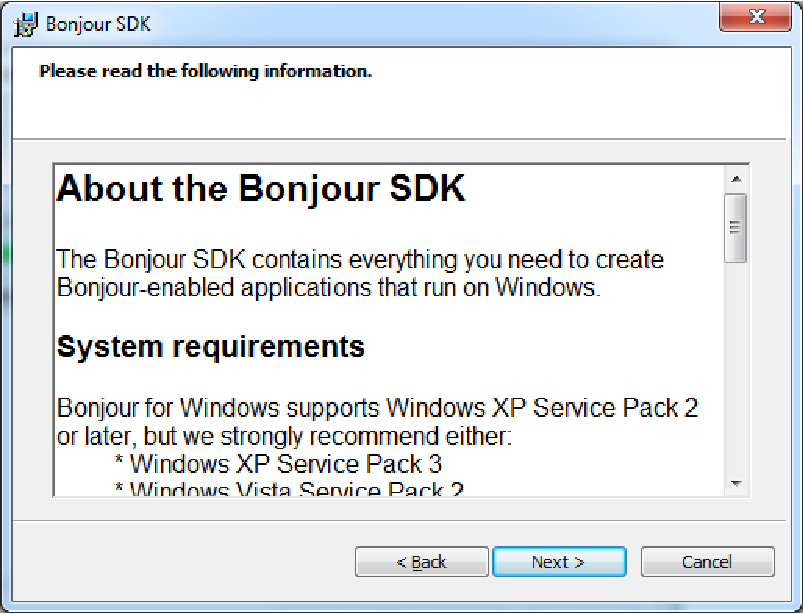 Bonjour SDK
Please read the following information.
About the Bonjour SDK
The Bonjour SDK contains everything you need to create
Bonjour-enabled applications that run on Windows.
System requirements
Bonjour for Windows supports Windows XP Service Pack 2
or later, but we strongly recommend either:
* Windows XP Service Pack 3
* Windows Vista Service Pack 2
< Back
Next >
Cancel